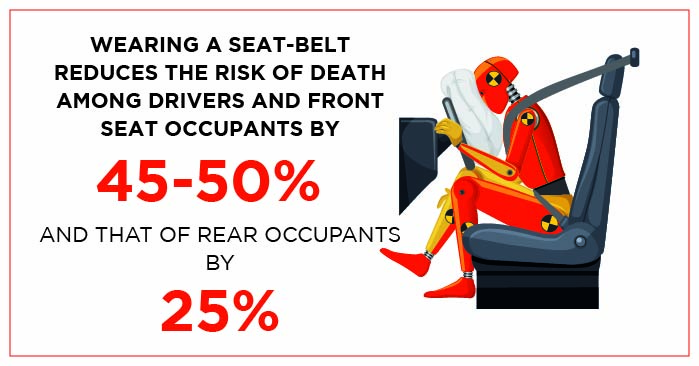 WEARING A SEAT-BELT
REDUCES THE RISK OF DEATH
AMONG DRIVERS AND FRONT
SEAT OCCUPANTS BY
45-50%
AND THAT OF REAR OCCUPANTS
BY
25%